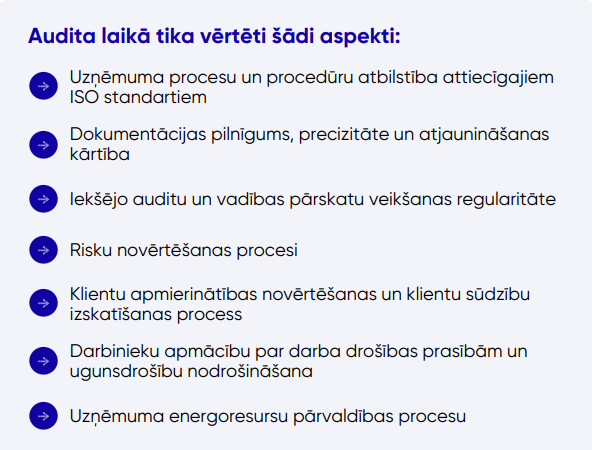 Audita laikā tika vērtēti šādi aspekti:
Uzņēmuma procesu un procedūru atbilstība attiecīgajiem
ISO standartiem
Dokumentācijas pilnīgums, precizitāte un atjaunināšanas
kārtība
Iekšējo auditu un vadības pārskatu veikšanas regularitāte
Risku novērtēšanas procesi
Klientu apmierinātības novērtēšanas un klientu sūdzību
izskatīšanas process
Darbinieku apmācību par darba drošības prasībām un
ugunsdrošību nodrošināšana
Uzņēmuma energoresursu pārvaldības procesu